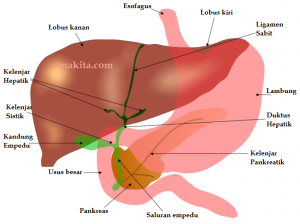 Esofagus
Lobus kiri
Lobus kanan
Ligamen
Sabit
makita.com
Kelenjar
Hepatik
Lambung
Kelenjar
Sistik
Duktus
Hepatik
Kandung
Empedu
Kelenjar
Pankreatik
Usus besar
Pankreas
Saluran empedu